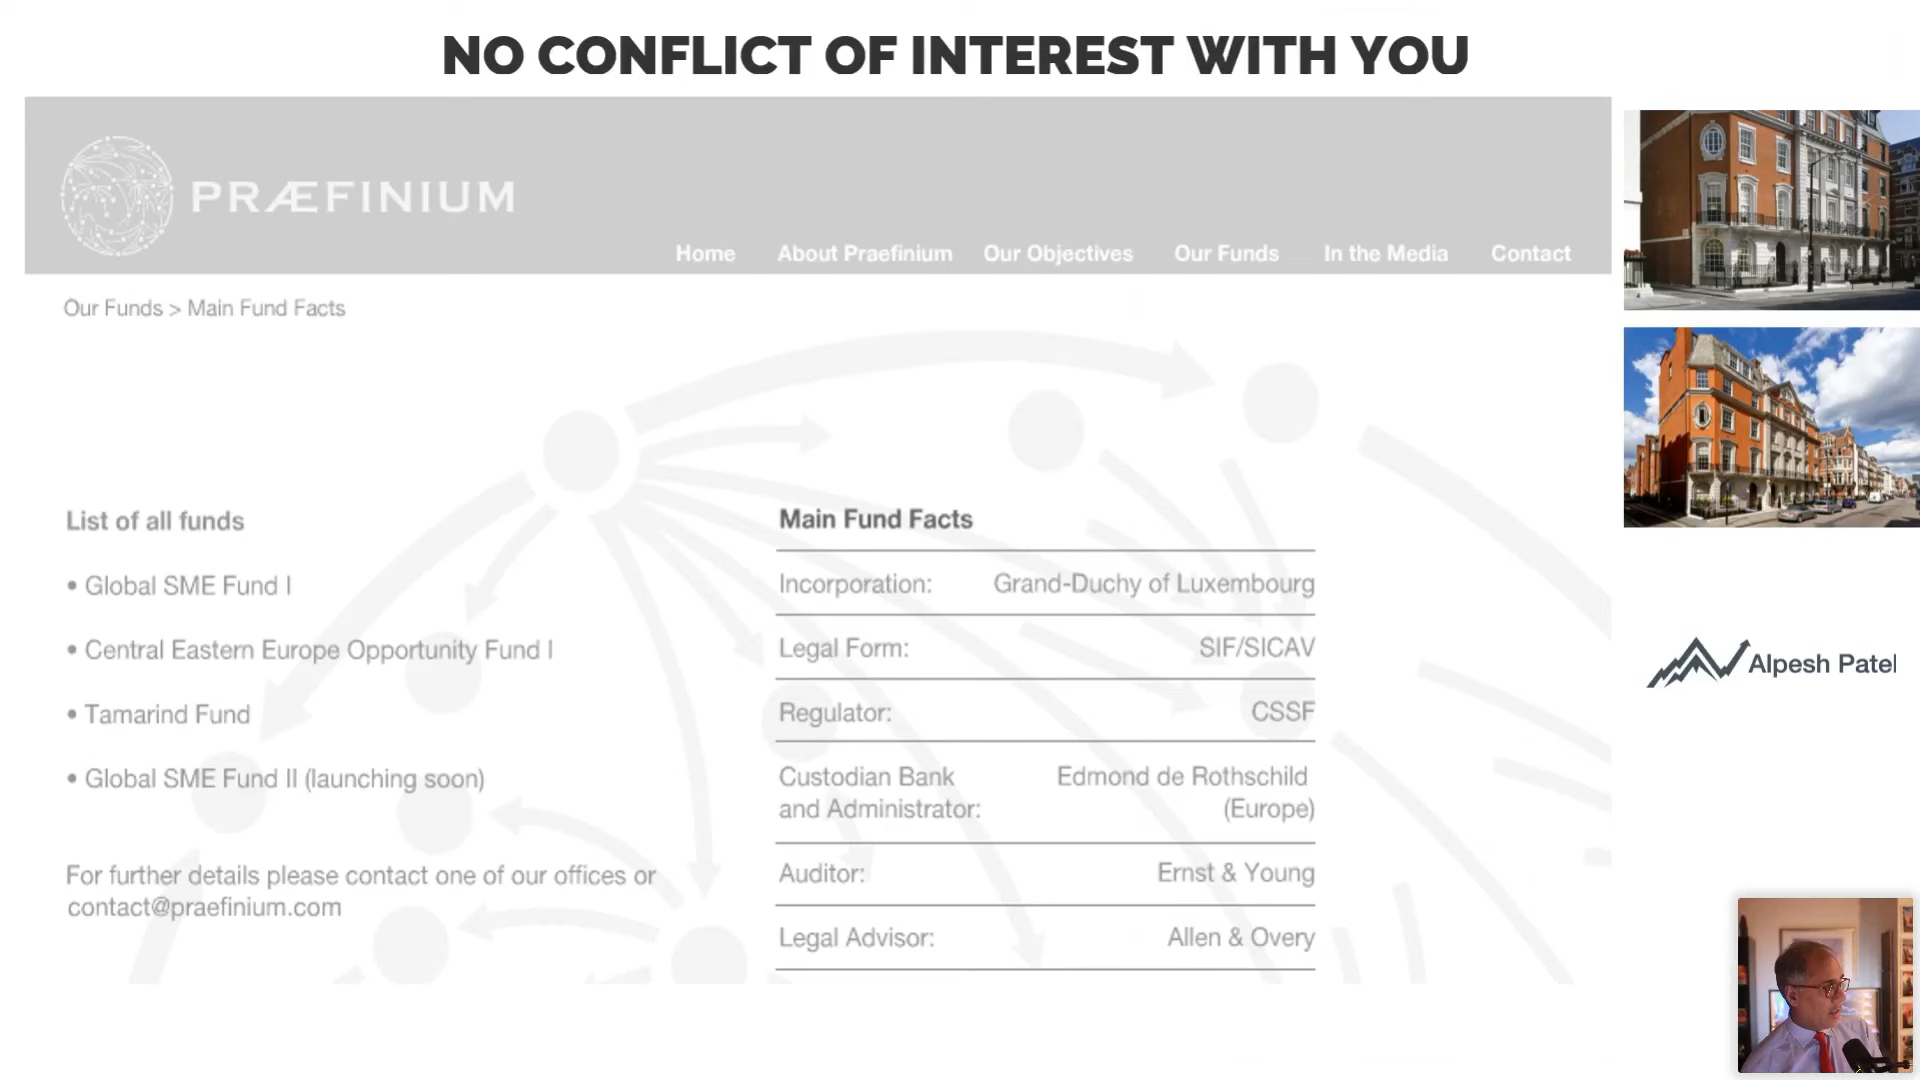 NO CONFLICT OF INTEREST WITH YOU
PRÆFINIUM
Home About Praefinium Our Objectives Our Funds In the Media Contact
Our Funds > Main Fund Facts
List of all funds
• Global SME Fund I
• Central Eastern Europe Opportunity Fund I
• Tamarind Fund
• Global SME Fund II (launching soon)
For further details please contact one of our offices or
contact@praefinium.com
Main Fund Facts
Incorporation: Grand-Duchy of Luxembourg
Legal Form: SIF/SICAV
Regulator: CSSF
Custodian Bank Edmond de Rothschild
and Administrator: (Europe)
Auditor: Ernst & Young
Legal Advisor: Allen & Overy
Alpesh Patel